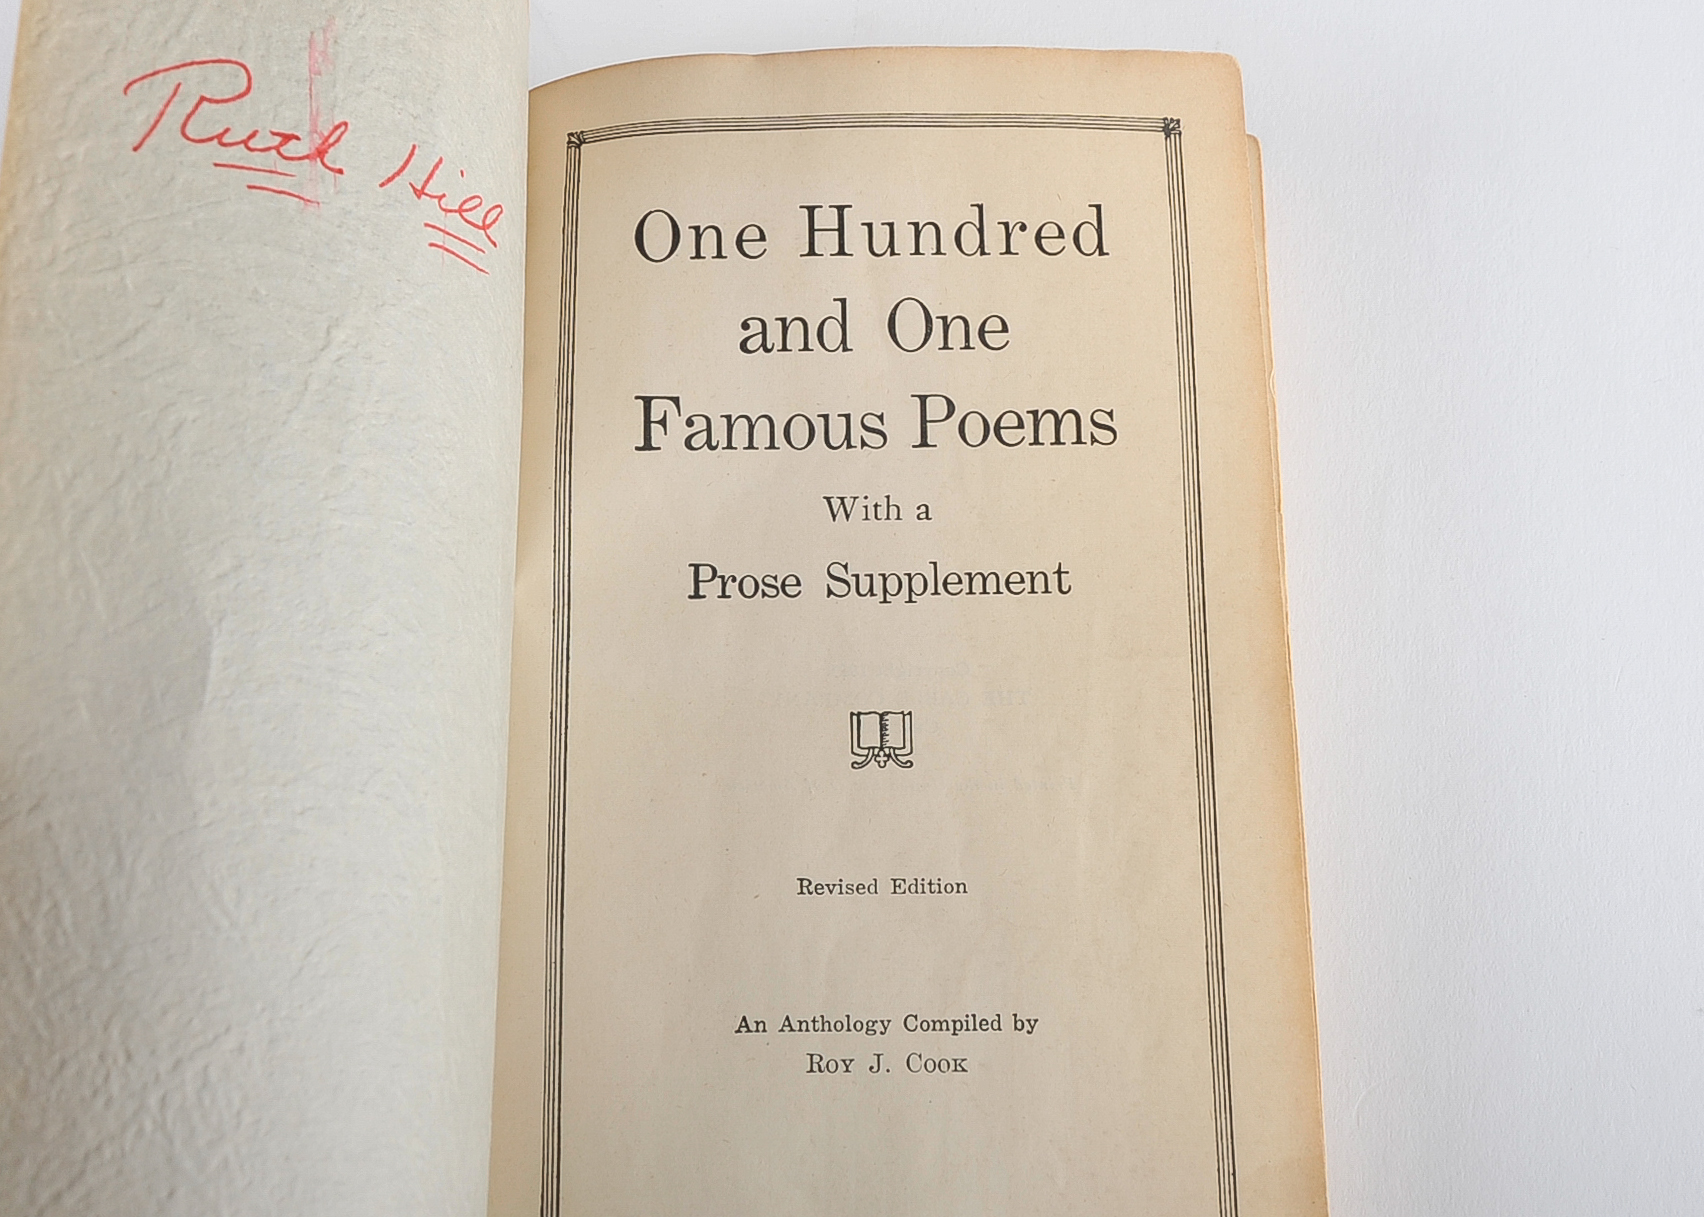 Ruth Hill
One Hundred
and One
Famous Poems
With a
Prose Supplement
Revised Edition
An Anthology Compiled by
Roy J. Cook